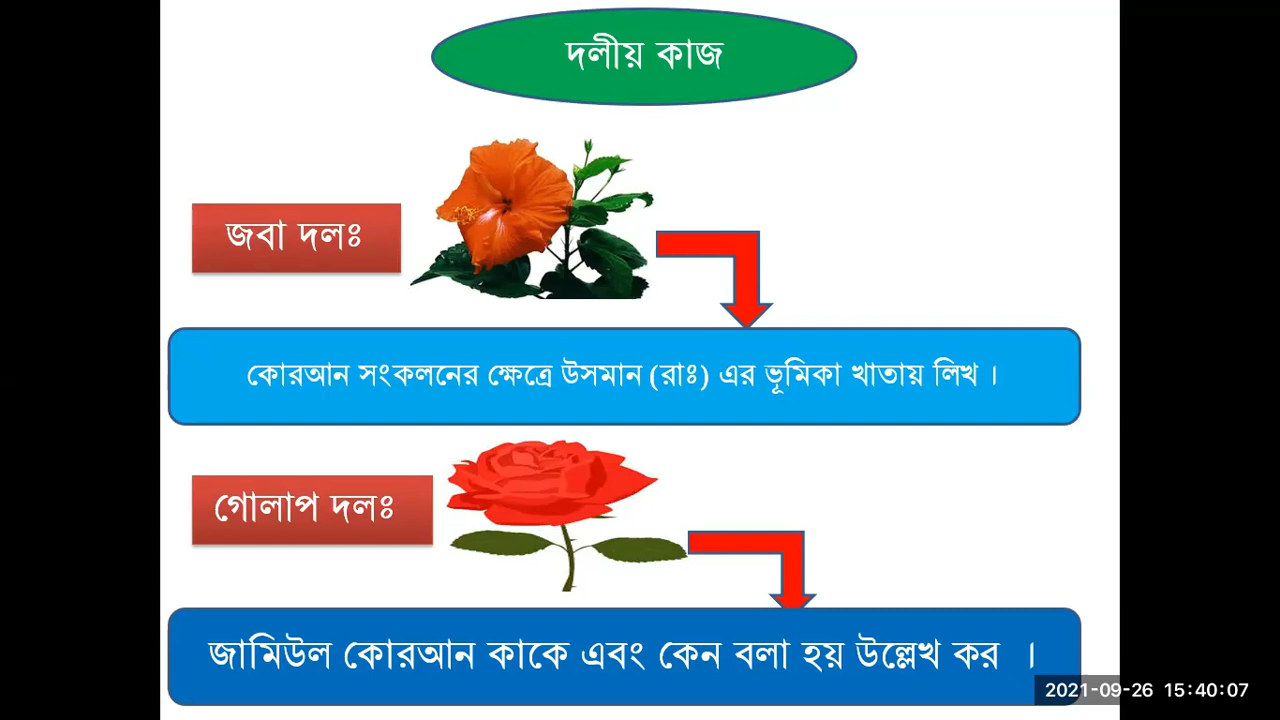 দলীয় কাজ
জবা দলঃ
কোরআন সংকলনের ক্ষেত্রে উসমান (রাঃ) এর ভূমিকা খাতায় লিখ ।
গোলাপ দলঃ
জামিউল কোরআন কাকে এবং কেন বলা হয় উল্লেখ কর ।
2021-09-26 15:40:07